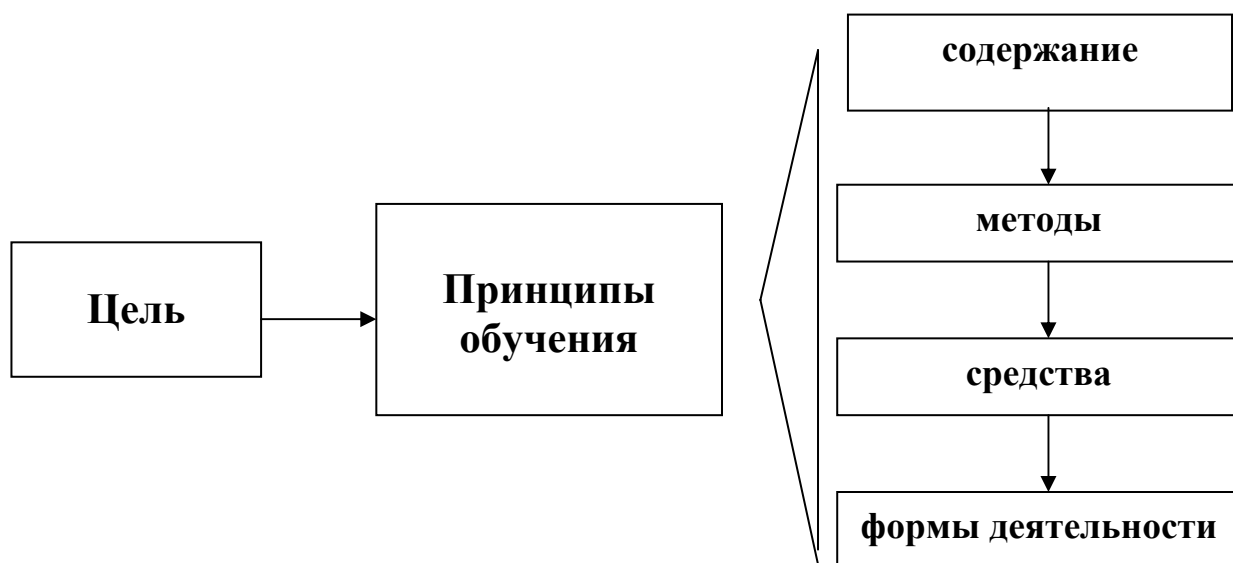 Цель
Принципы
обучения
содержание
методы
средства
формы деятельности